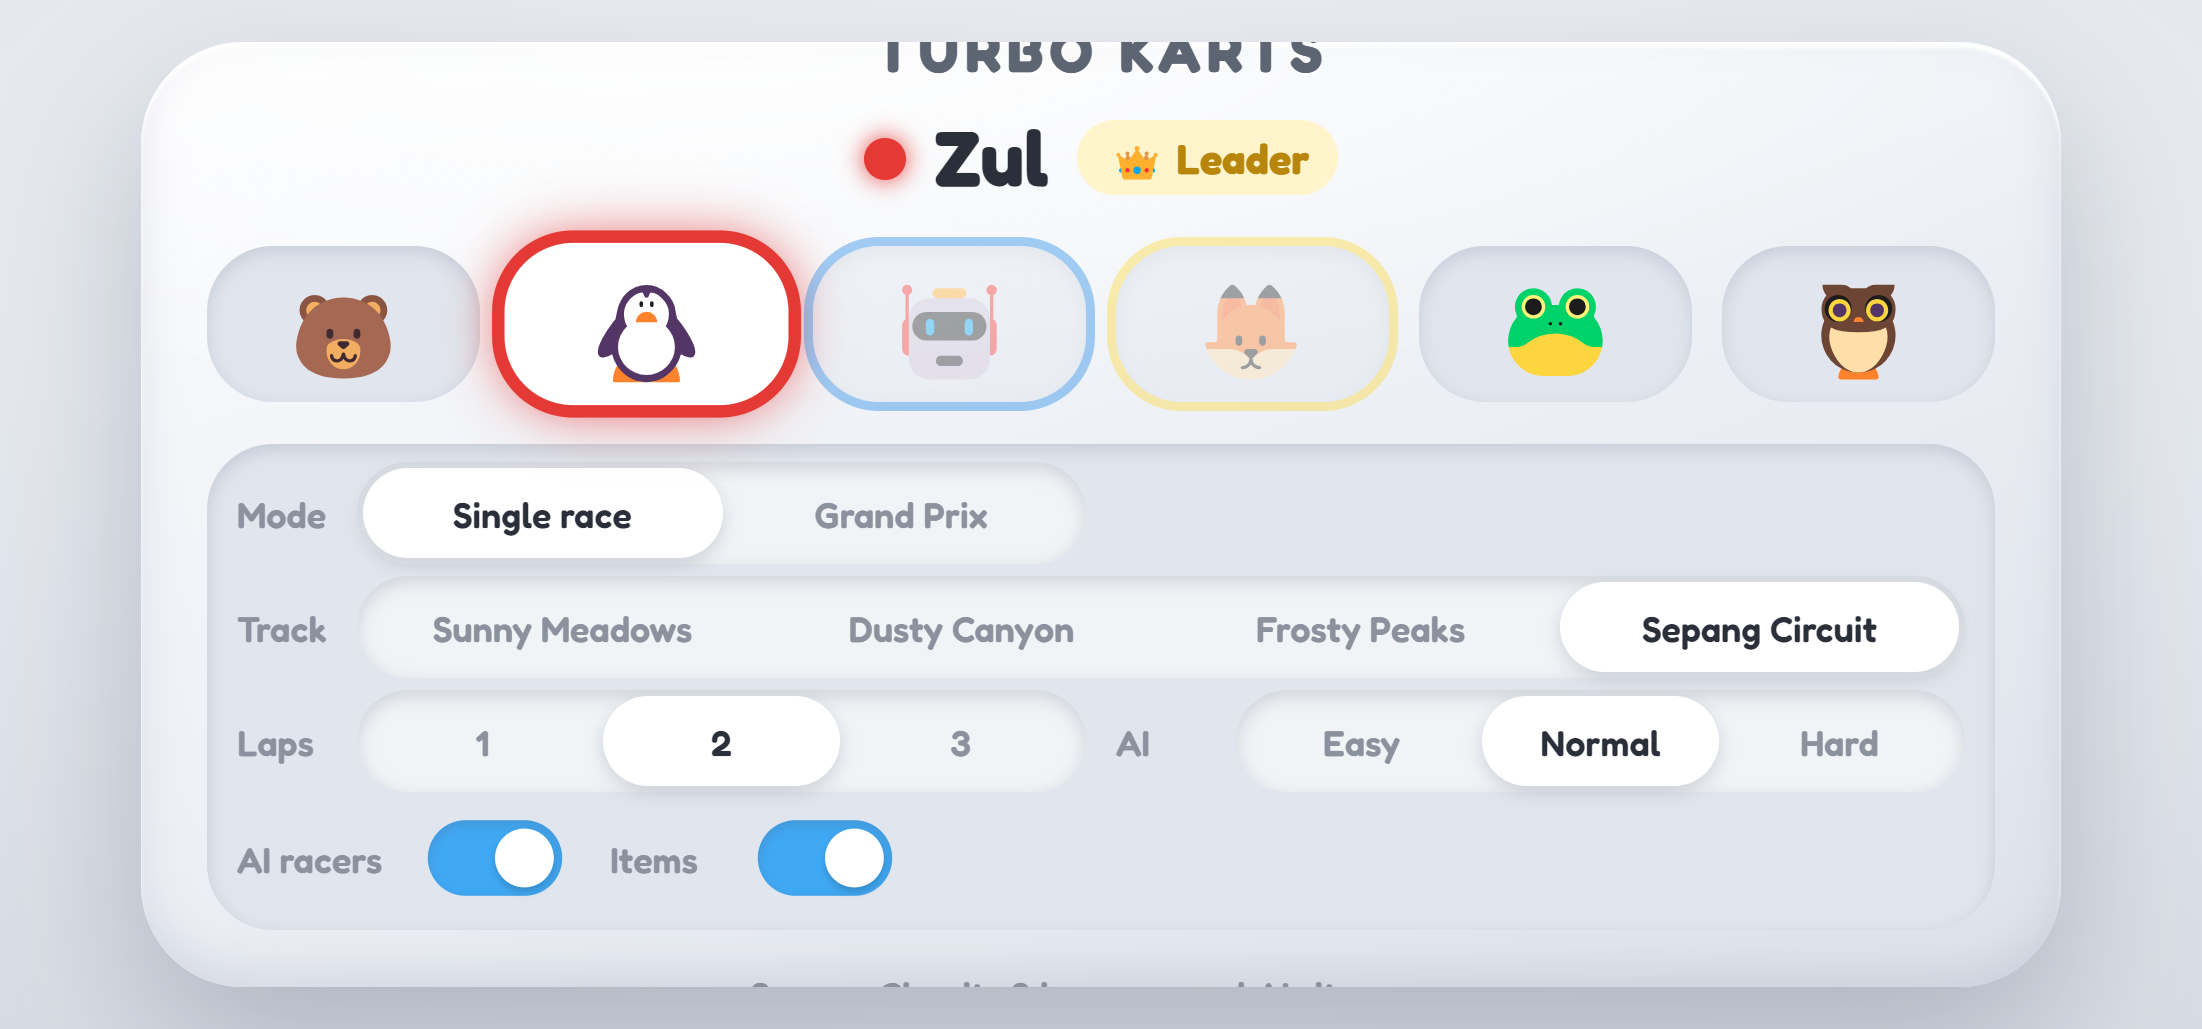 TURBO KARTS
Zul Leader
Mode Single race Grand Prix
Track Sunny Meadows Dusty Canyon Frosty Peaks Sepang Circuit
Laps 1 2 3 AI Easy Normal Hard
AI racers Items